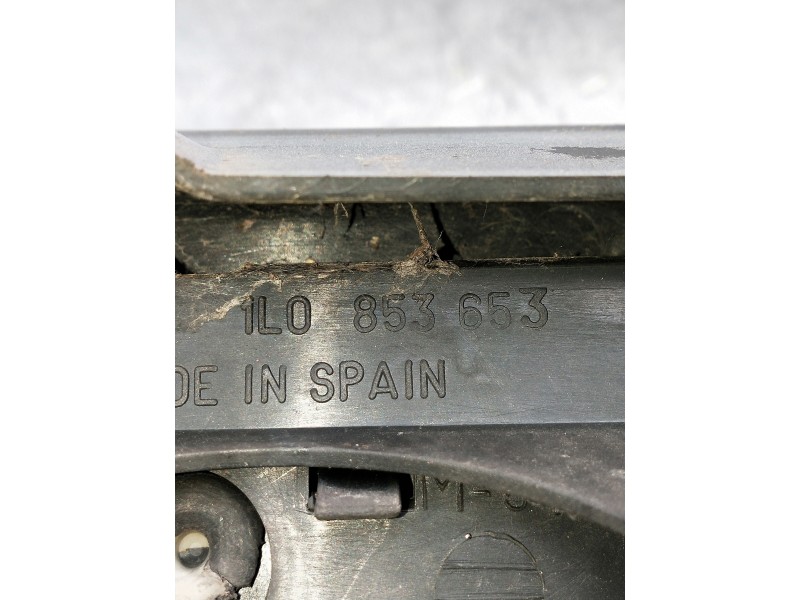 1L0 853 653
DE IN SPAIN
M-